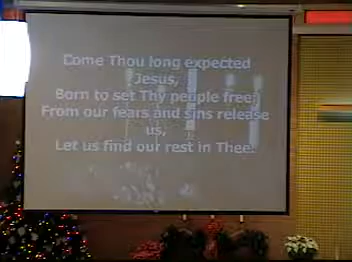 Come Thou long expected
Jesus,
Born to set Thy people free;
From our fears and sins release
us,
Let us find our rest in Thee.